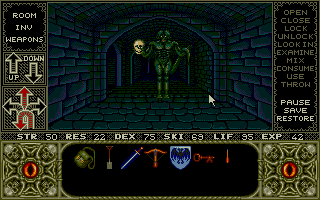 ROOM
INV
WEAPONS
UP
DOWN
OPEN
CLOSE
LOCK
UNLOCK
LOOK IN
EXAMINE
MIX
CONSUME
USE
THROW
PAUSE
SAVE
RESTORE
STR 50 RES 22 DEX 75 SKI 69 LIF 95 EXP 42